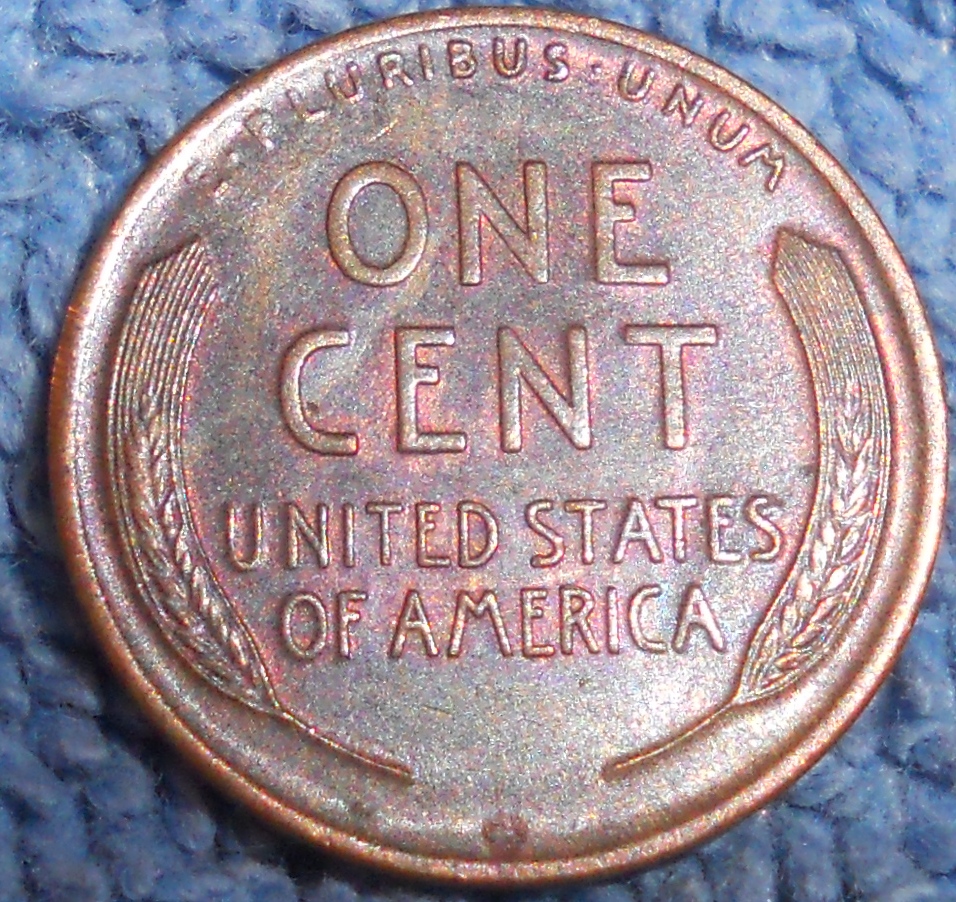 E · PLURIBUS · UNUM
ONE
CENT
UNITED STATES
OF AMERICA